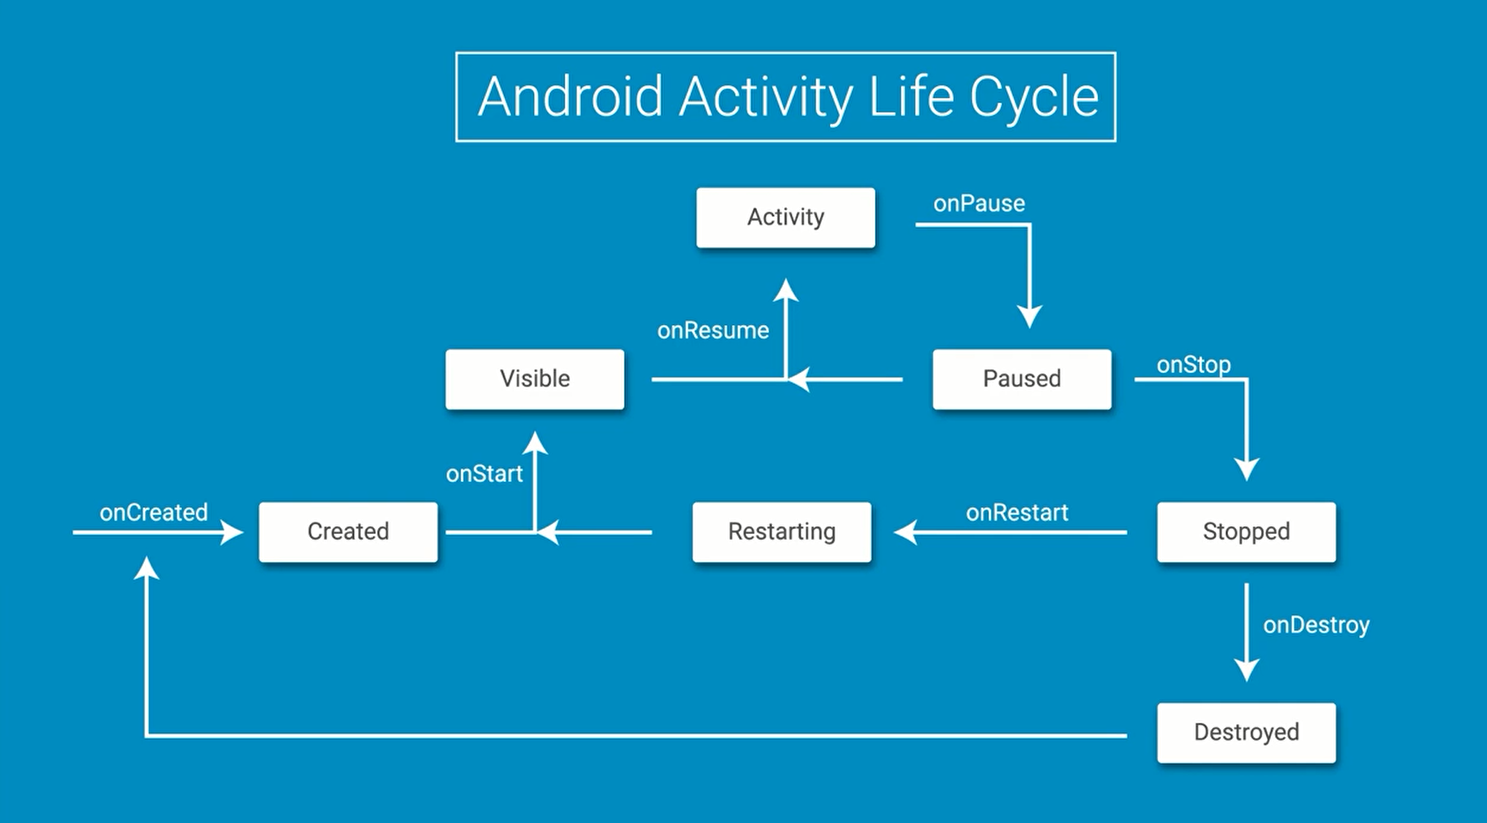 Android Activity Life Cycle
Activity
onPause
onResume
Visible
Paused
onStop
onStart
onCreated
Created
Restarting
onRestart
Stopped
onDestroy
Destroyed